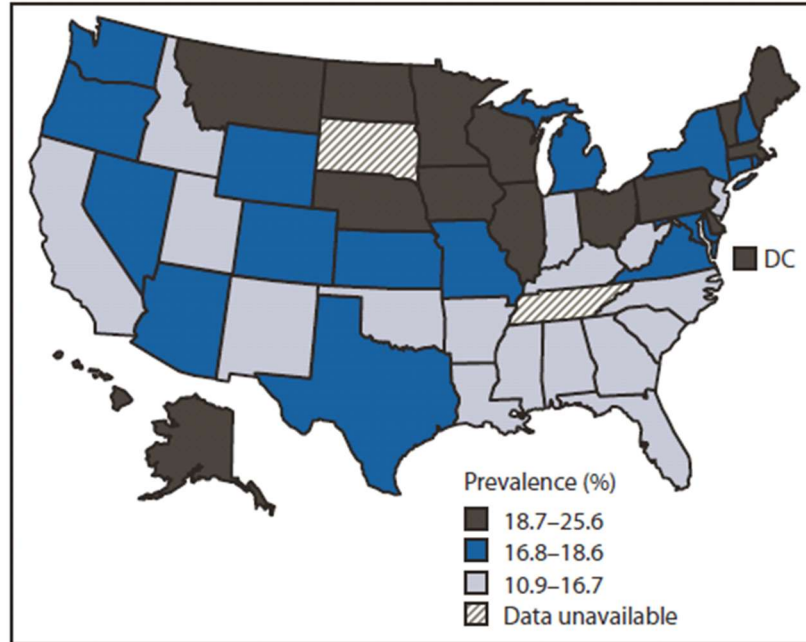 DC
Prevalence (%)
18.7–25.6
16.8–18.6
10.9–16.7
Data unavailable